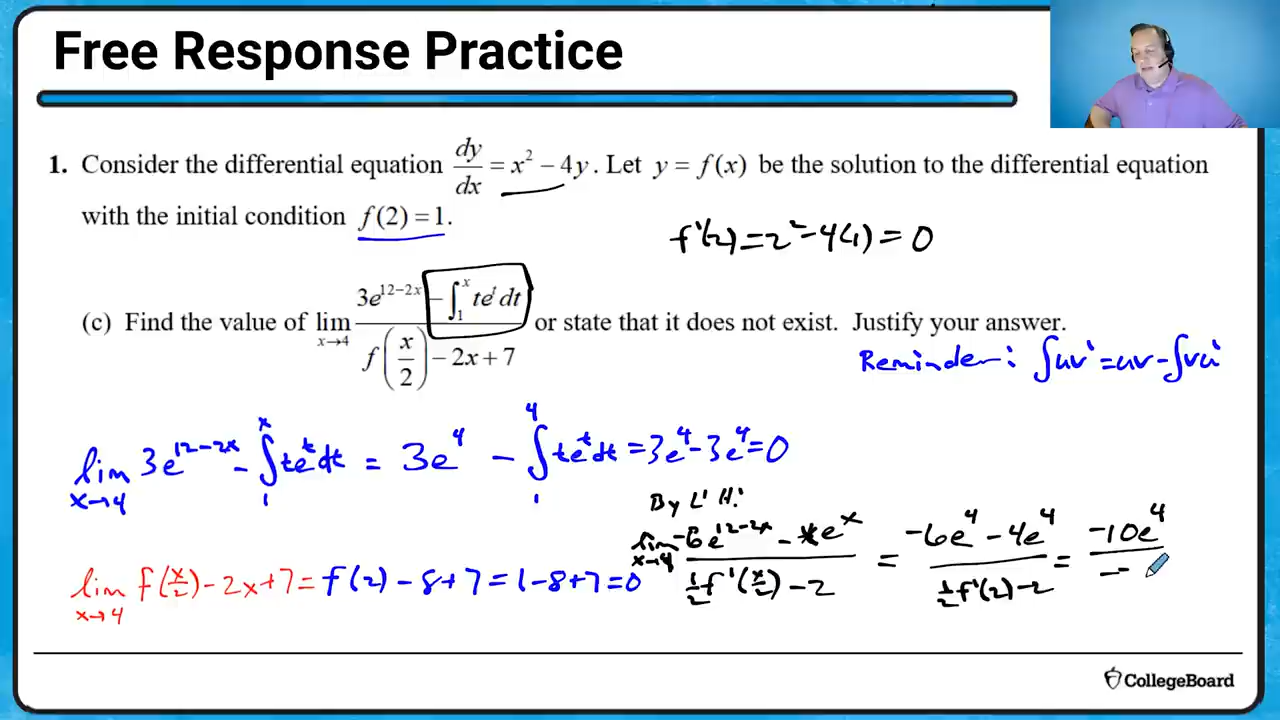 Free Response Practice
1. Consider the differential equation dy/dx = x² − 4y. Let y = f(x) be the solution to the differential equation
with the initial condition f(2) = 1.
f'(2) = 2² − 4(1) = 0
(c) Find the value of lim x→4 (3e^(12−2x) − ∫₁ˣ te^t dt) / (f(x/2) − 2x + 7) or state that it does not exist. Justify your answer.
Reminder: ∫uv' = uv − ∫vu'
lim x→4 3e^(12−2x) − ∫₁ˣ te^t dt = 3e⁴ − ∫₁⁴ te^t dt = 3e⁴ − 3e⁴ = 0
By L'H:
lim x→4 (−6e^(12−2x) − xe^x) / (½f'(x/2) − 2) = (−6e⁴ − 4e⁴) / (½f'(2) − 2) = −10e⁴ / −
lim x→4 f(x/2) − 2x + 7 = f(2) − 8 + 7 = 1 − 8 + 7 = 0
CollegeBoard